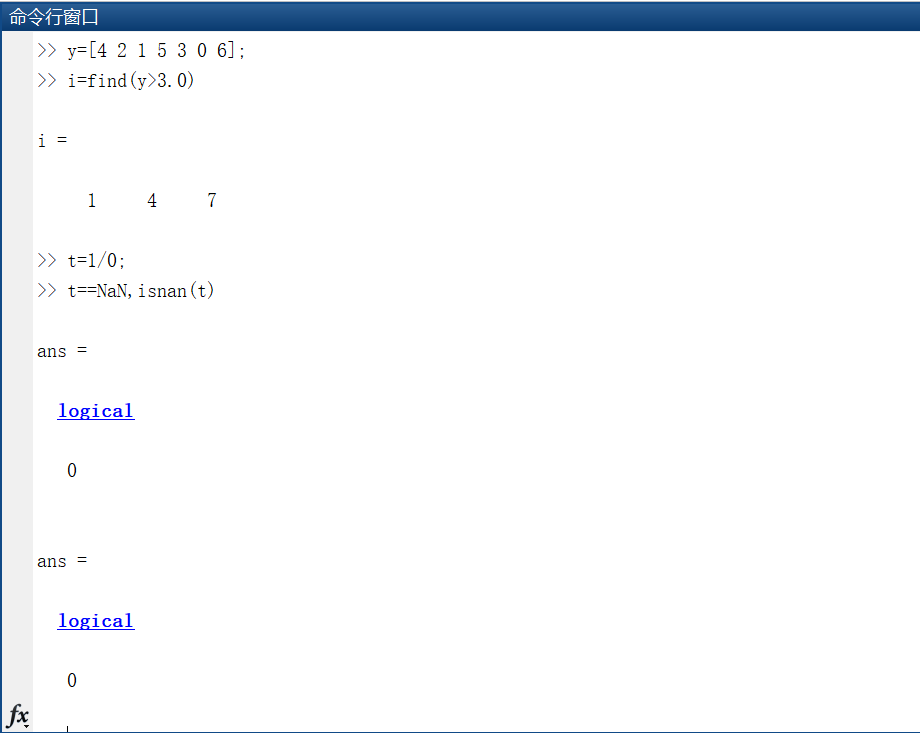 命令行窗口
>> y=[4 2 1 5 3 0 6];
>> i=find(y>3.0)
i =
1 4 7
>> t=1/0;
>> t==NaN,isnan(t)
ans =
logical
0
ans =
logical
0
fx